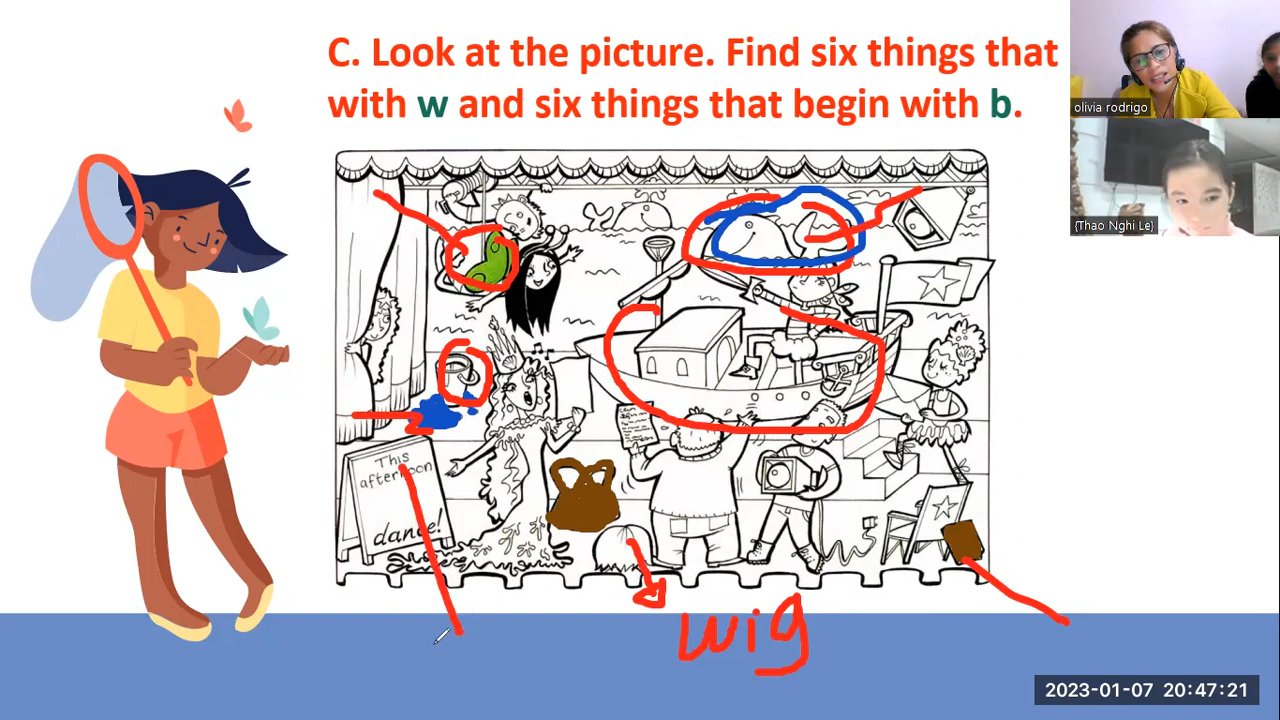 C. Look at the picture. Find six things that
with w and six things that begin with b.
olivia rodrigo
(Thao Nghi Le)
This
afternoon
dance!
wig
2023-01-07 20:47:21